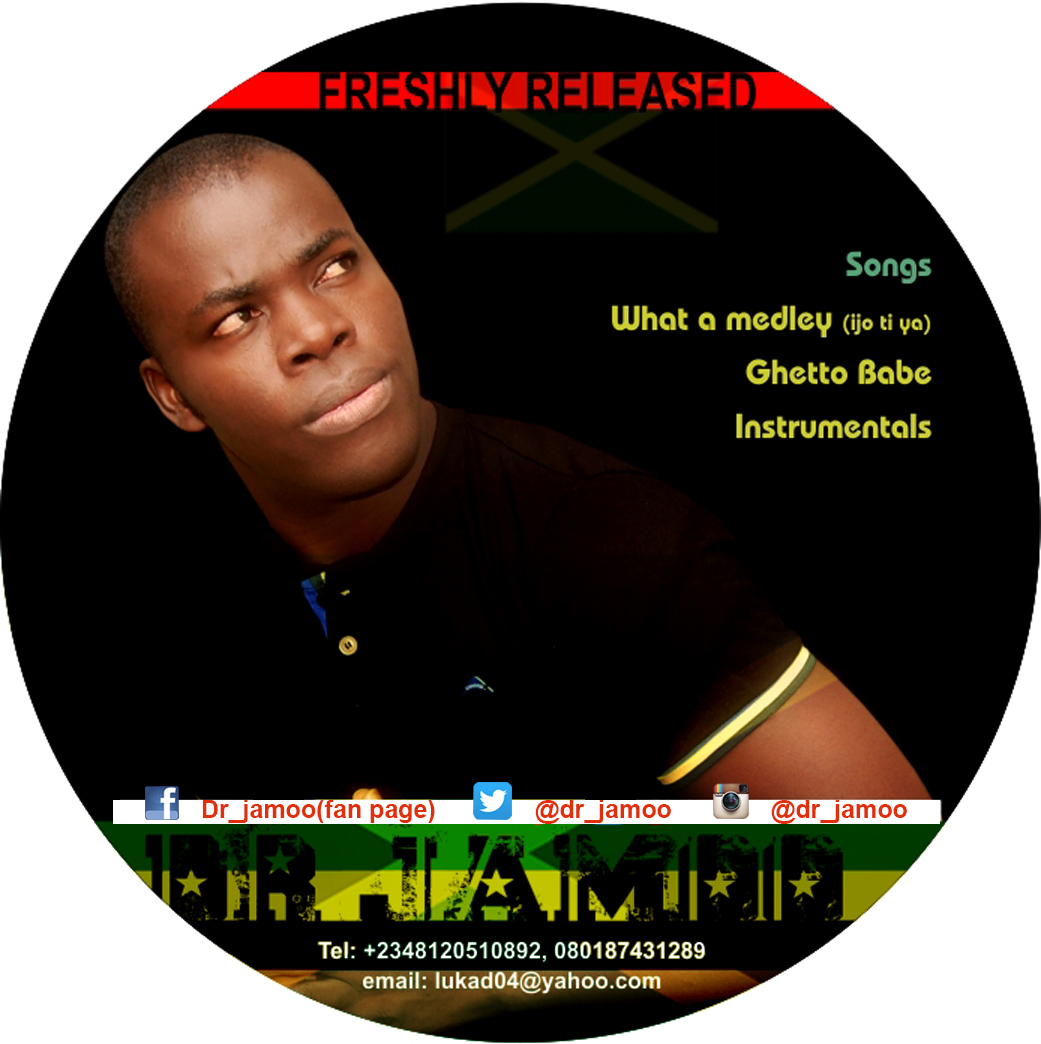 FRESHLY RELEASED
Songs
What a medley (ijo ti ya)
Ghetto Babe
Instrumentals
Dr_jamoo(fan page) @dr_jamoo @dr_jamoo
DR JAMOO
Tel: +2348120510892, 080187431289
email: lukad04@yahoo.com